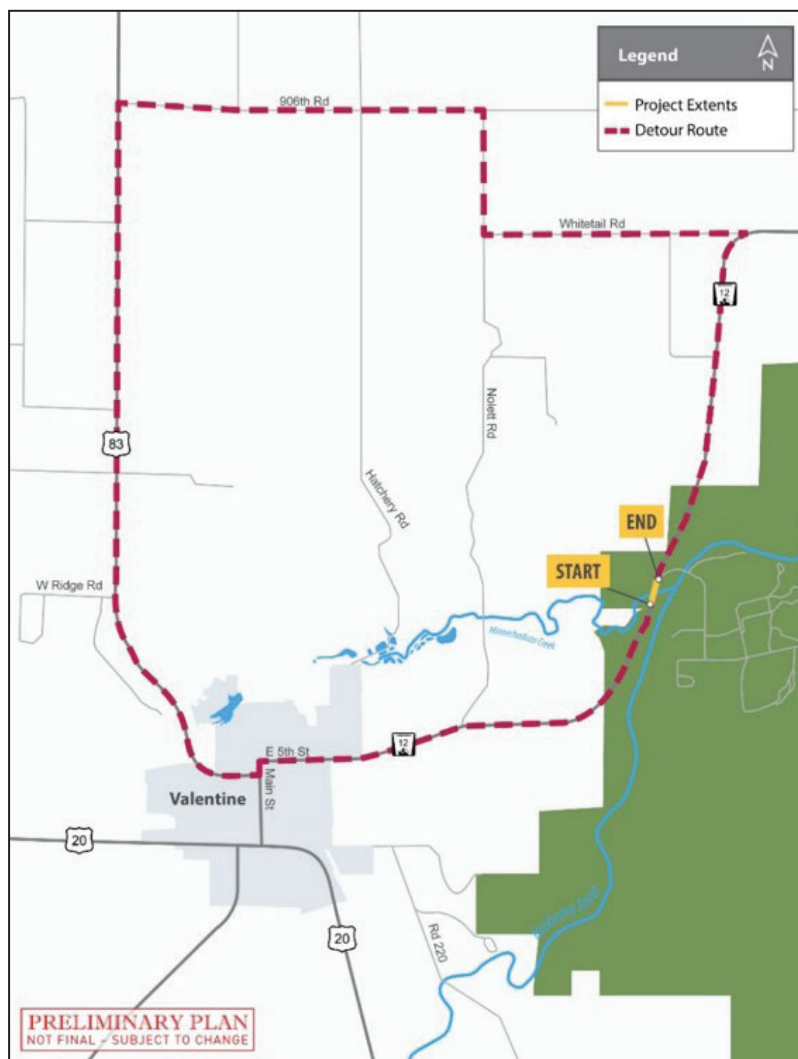 Legend
N
Project Extents
Detour Route
906th Rd
Whitetail Rd
12
Nolett Rd
83
Hatchery Rd
END
START
W Ridge Rd
Minnechaduza Creek
12
E 5th St
Main St
Valentine
20
20
Rd 220
Niobrara River
PRELIMINARY PLAN
NOT FINAL - SUBJECT TO CHANGE